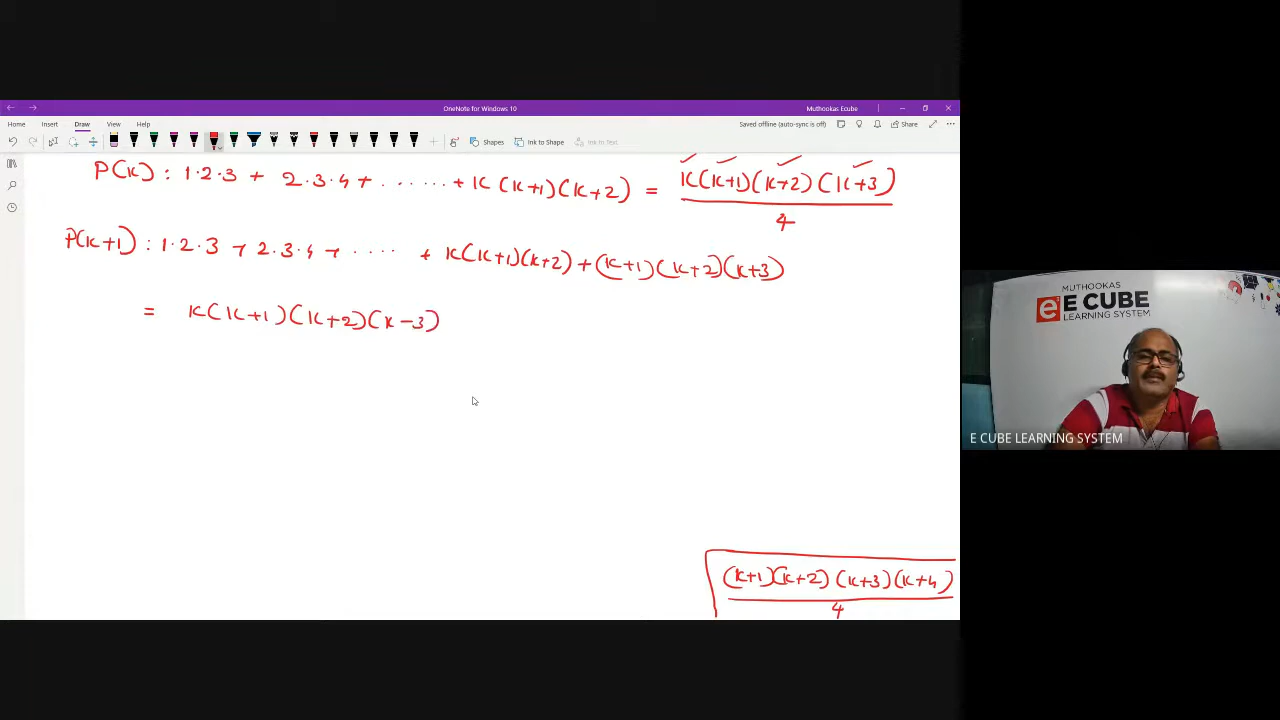 OneNote for Windows 10
Muthookas Ecube
Home Insert Draw View Help
Saved offline (auto-sync is off) Share
Shapes Ink to Shape Ink to Text
P(k) : 1·2·3 + 2·3·4 + ...... + k(k+1)(k+2) = k(k+1)(k+2)(k+3)
4
P(k+1) : 1·2·3 + 2·3·4 + ..... + k(k+1)(k+2) + (k+1)(k+2)(k+3)
= k(k+1)(k+2)(k-3)
(k+1)(k+2)(k+3)(k+4)
4
MUTHOOKAS
e E CUBE
LEARNING SYSTEM
E CUBE LEARNING SYSTEM